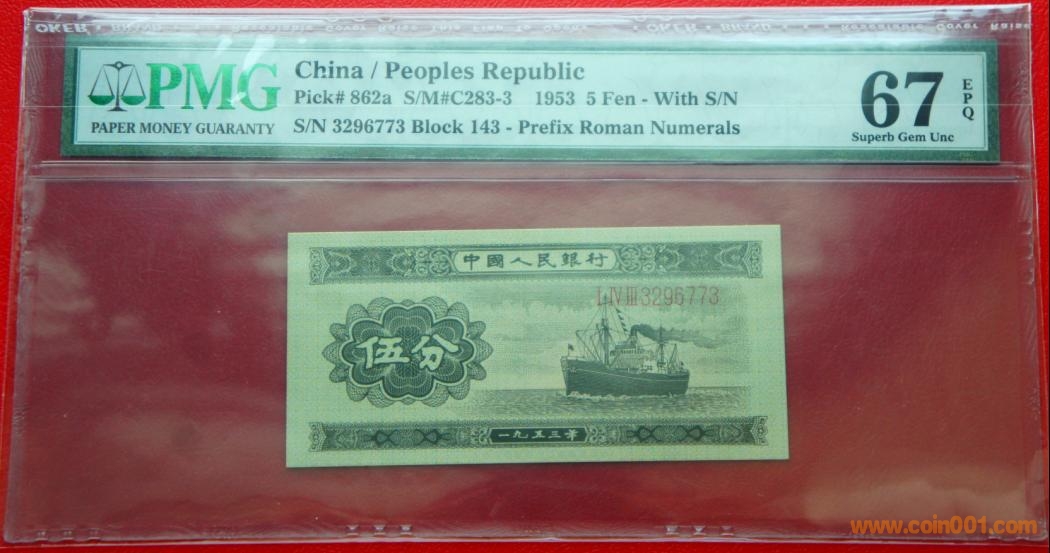 PMG
PAPER MONEY GUARANTY
China / Peoples Republic
Pick# 862a S/M#C283-3 1953 5 Fen - With S/N
S/N 3296773 Block 143 - Prefix Roman Numerals
67 EPQ
Superb Gem Unc
中國人民銀行
I IV III 3296773
伍分
一九五三年
www.coin001.com